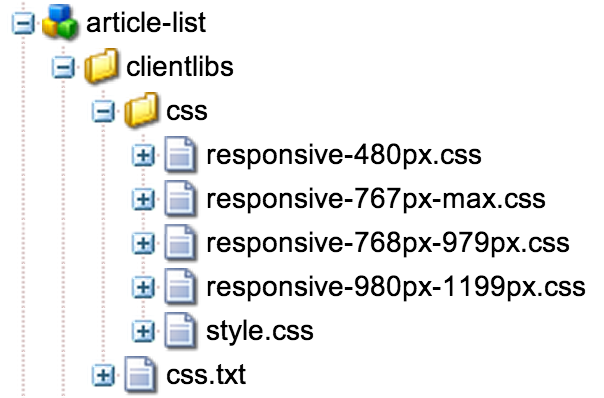 article-list
clientlibs
css
responsive-480px.css
responsive-767px-max.css
responsive-768px-979px.css
responsive-980px-1199px.css
style.css
css.txt